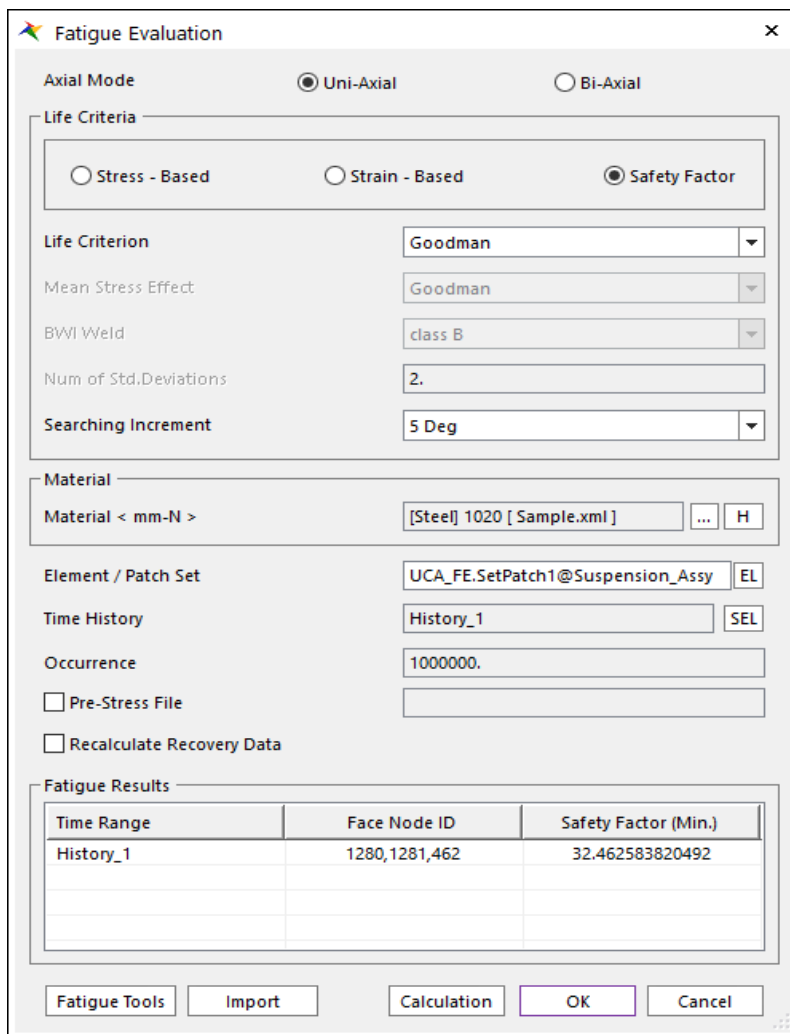 Fatigue Evaluation
Axial Mode Uni-Axial Bi-Axial
Life Criteria
Stress - Based Strain - Based Safety Factor
Life Criterion Goodman
Mean Stress Effect Goodman
BWI Weld class B
Num of Std.Deviations 2.
Searching Increment 5 Deg
Material
Material < mm-N > [Steel] 1020 [ Sample.xml ] ... H
Element / Patch Set UCA_FE.SetPatch1@Suspension_Assy EL
Time History History_1 SEL
Occurrence 1000000.
Pre-Stress File
Recalculate Recovery Data
Fatigue Results
Time Range Face Node ID Safety Factor (Min.)
History_1 1280,1281,462 32.462583820492
Fatigue Tools Import Calculation OK Cancel